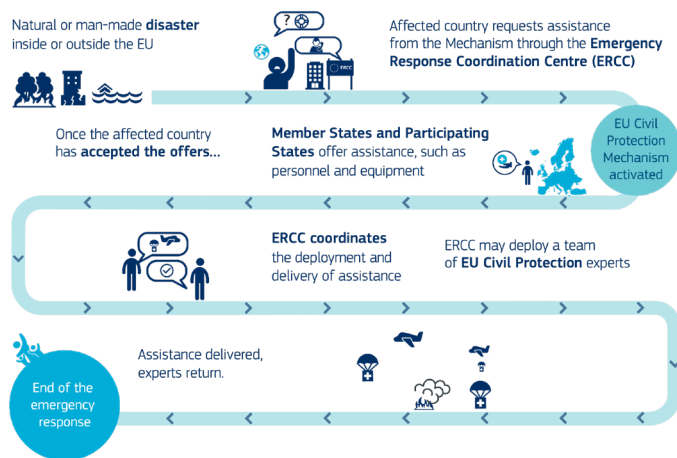 Natural or man-made disaster
inside or outside the EU
?
ERCC
Affected country requests assistance
from the Mechanism through the Emergency
Response Coordination Centre (ERCC)
EU Civil
Protection
Mechanism
activated
Member States and Participating
States offer assistance, such as
personnel and equipment
Once the affected country
has accepted the offers...
ERCC coordinates
the deployment and
delivery of assistance
ERCC may deploy a team
of EU Civil Protection experts
Assistance delivered,
experts return.
End of the
emergency
response